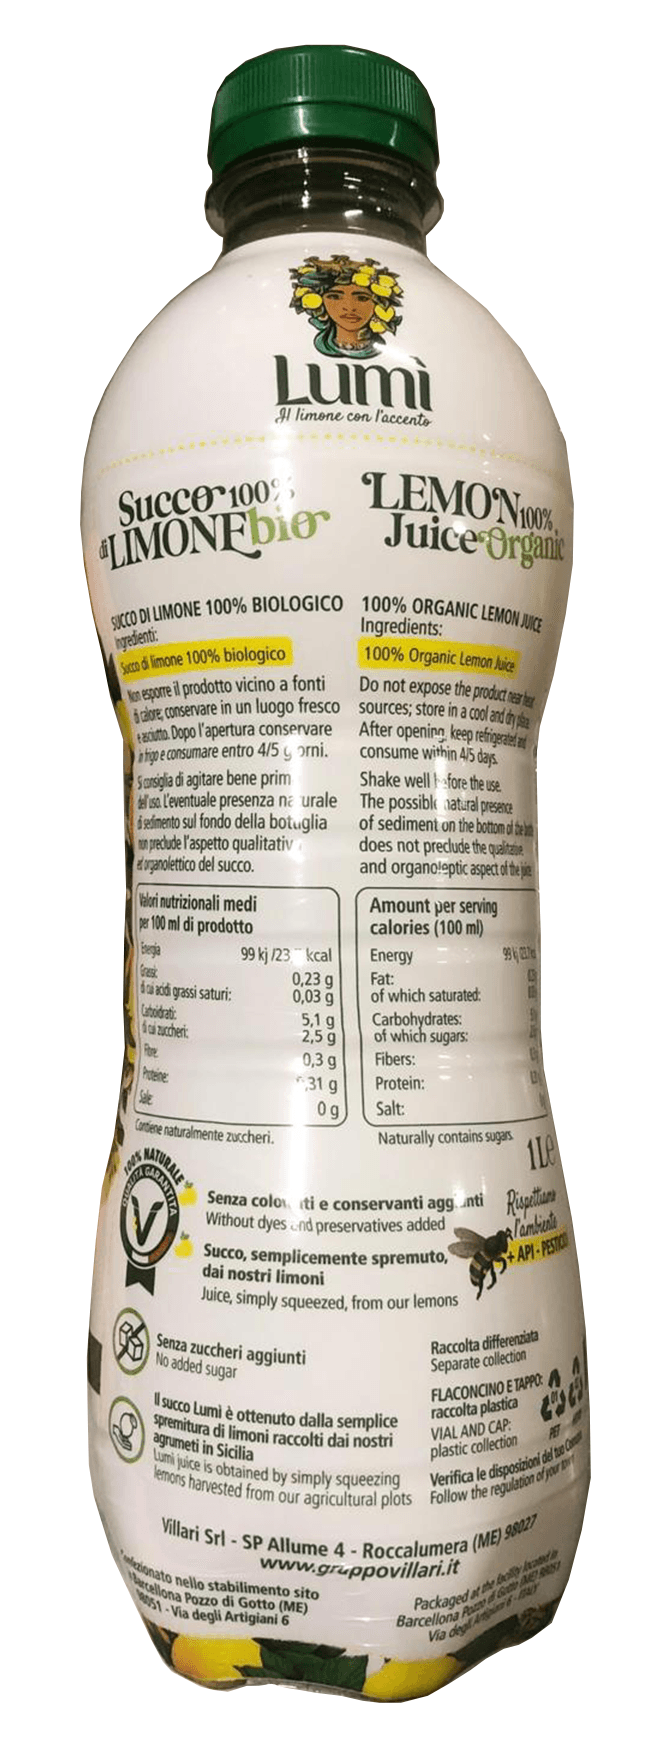 Lumì
Il limone con l'accento
Succo 100%
di LIMONE bio
SUCCO DI LIMONE 100% BIOLOGICO
Ingredienti:
Succo di limone 100% biologico
Non esporre il prodotto vicino a fonti
di calore; conservare in un luogo fresco
e asciutto. Dopo l'apertura conservare
in frigo e consumare entro 4/5 giorni.
Si consiglia di agitare bene prima
dell'uso. L'eventuale presenza naturale
di sedimento sul fondo della bottiglia
non preclude l'aspetto qualitativo
ed organolettico del succo.
Valori nutrizionali medi
per 100 ml di prodotto
Energia 99 kj /23 kcal
Grassi: 0,23 g
di cui acidi grassi saturi: 0,03 g
Carboidrati: 5,1 g
di cui zuccheri: 2,5 g
Fibre: 0,3 g
Proteine: 31 g
Sale: 0 g
Contiene naturalmente zuccheri.
LEMON 100%
Juice Organic
100% ORGANIC LEMON JUICE
Ingredients:
100% Organic Lemon Juice
Do not expose the product near heat
sources; store in a cool and dry place
After opening, keep refrigerated and
consume within 4/5 days.
Shake well before the use.
The possible natural presence
of sediment on the bottom of the
does not preclude the qualitative
and organoleptic aspect of the
Amount per serving
calories (100 ml)
Energy 99 kj
Fat:
of which saturated:
Carbohydrates:
of which sugars:
Fibers:
Protein:
Salt:
Naturally contains sugars.
1L e
100% NATURALE
QUALITÀ GARANTITA
Senza coloranti e conservanti aggiunti
Without dyes and preservatives added
Succo, semplicemente spremuto,
dai nostri limoni
Juice, simply squeezed, from our lemons
Rispettiamo
l'ambiente
+ API - PESTICIDI
Senza zuccheri aggiunti
No added sugar
Il succo Lumì è ottenuto dalla semplice
spremitura di limoni raccolti dai nostri
agrumeti in Sicilia
Lumì juice is obtained by simply squeezing
lemons harvested from our agricultural plots
Raccolta differenziata
Separate collection
FLACONCINO E TAPPO:
raccolta plastica
VIAL AND CAP:
plastic collection
01
PET
Verifica le disposizioni del tuo Comune
Follow the regulation of your town
Villari Srl - SP Allume 4 - Roccalumera (ME) 98027
www.gruppovillari.it
Confezionato nello stabilimento sito
Barcellona Pozzo di Gotto (ME)
98051 - Via degli Artigiani 6
Packaged at the facility located in
Barcellona Pozzo di Gotto (ME) 98051
Via degli Artigiani 6 - ITALY